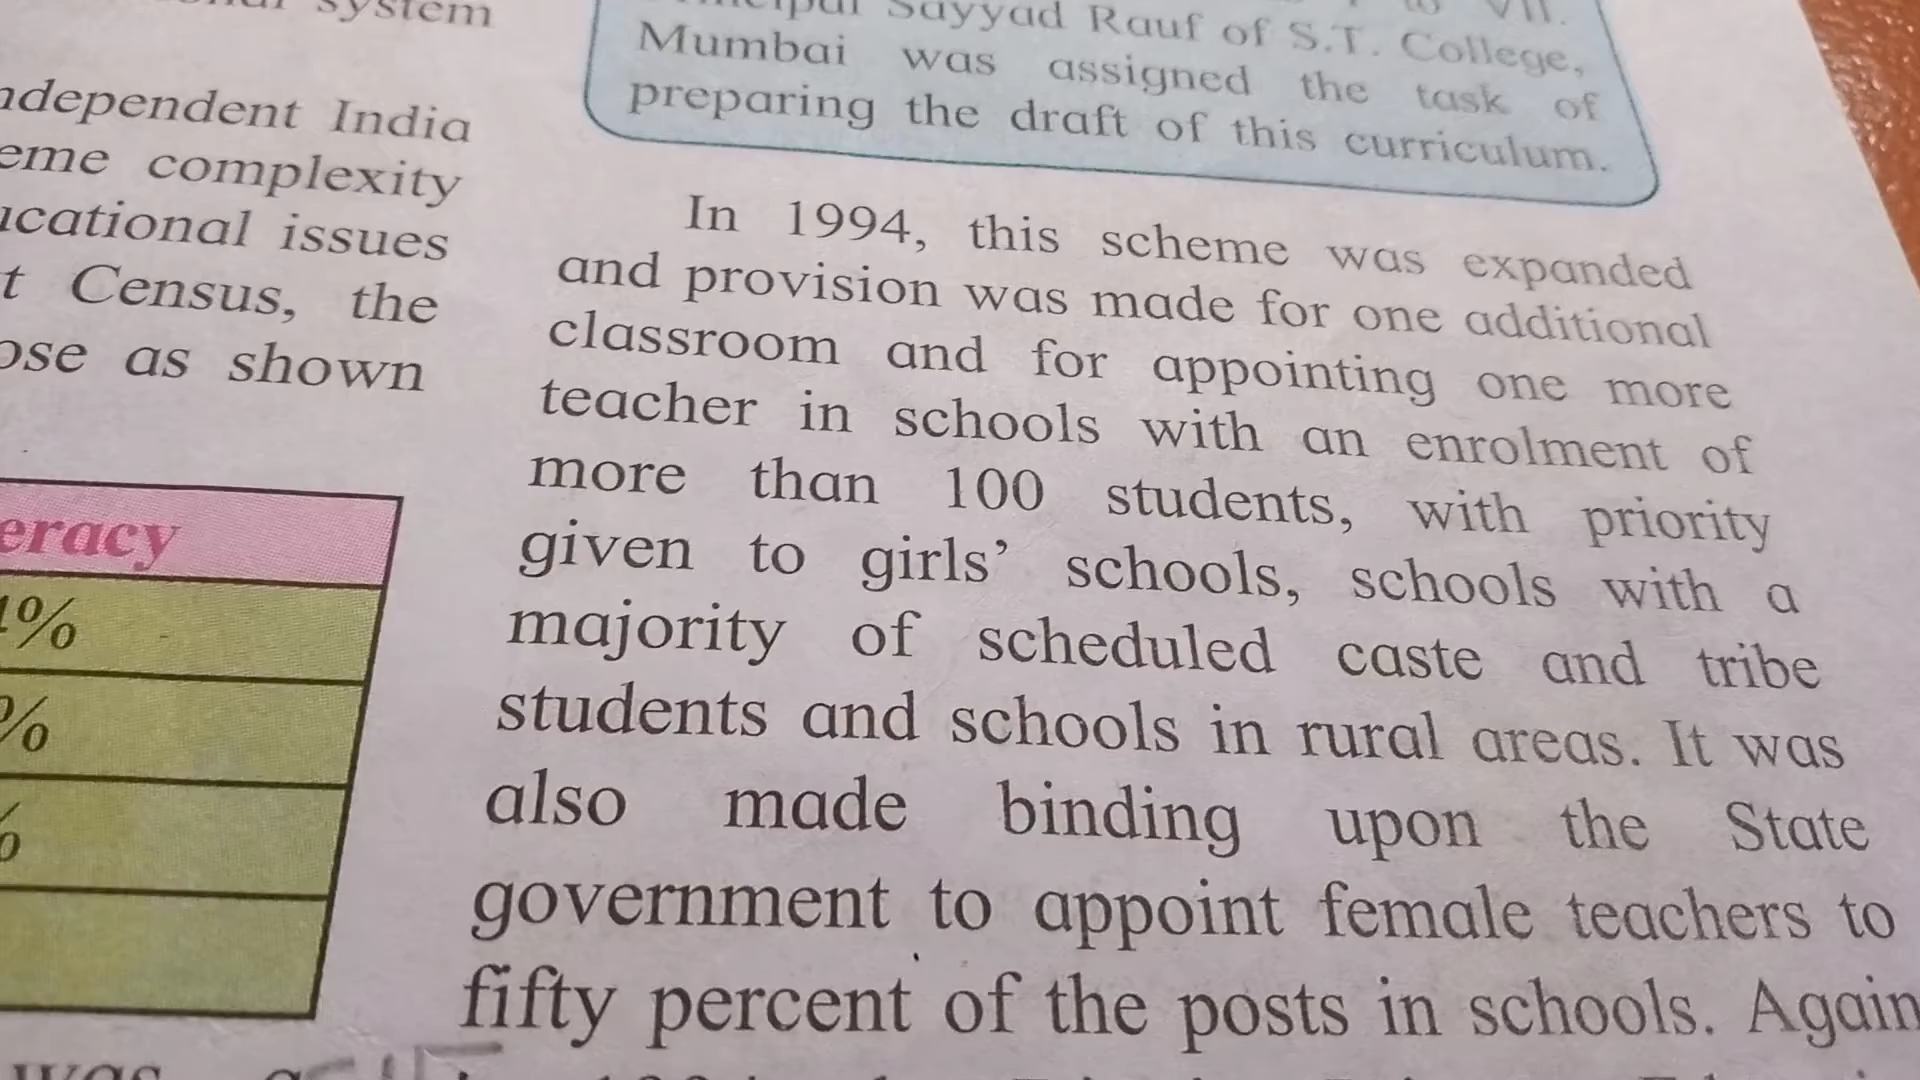 system
India
complexity
issues
Census, the
as shown
%
%
Sayyad Rauf of S.T. College,
Mumbai was assigned the task of
preparing the draft of this curriculum.
In 1994, this scheme was expanded
and provision was made for one additional
classroom and for appointing one more
teacher in schools with an enrolment of
more than 100 students, with priority
given to girls' schools, schools with a
majority of scheduled caste and tribe
students and schools in rural areas. It was
also made binding upon the State
government to appoint female teachers to
fifty percent of the posts in schools. Again